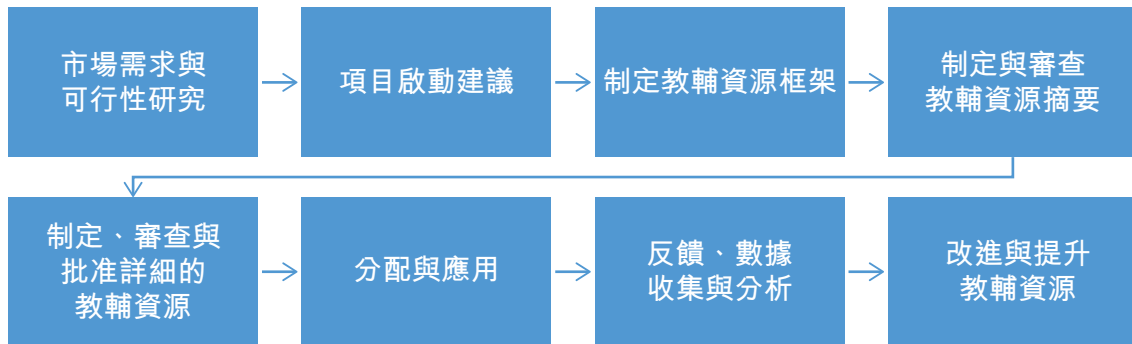 市場需求與
可行性研究
項目啟動建議
制定教輔資源框架
制定與審查
教輔資源摘要
制定、審查與
批准詳細的
教輔資源
分配與應用
反饋、數據
收集與分析
改進與提升
教輔資源